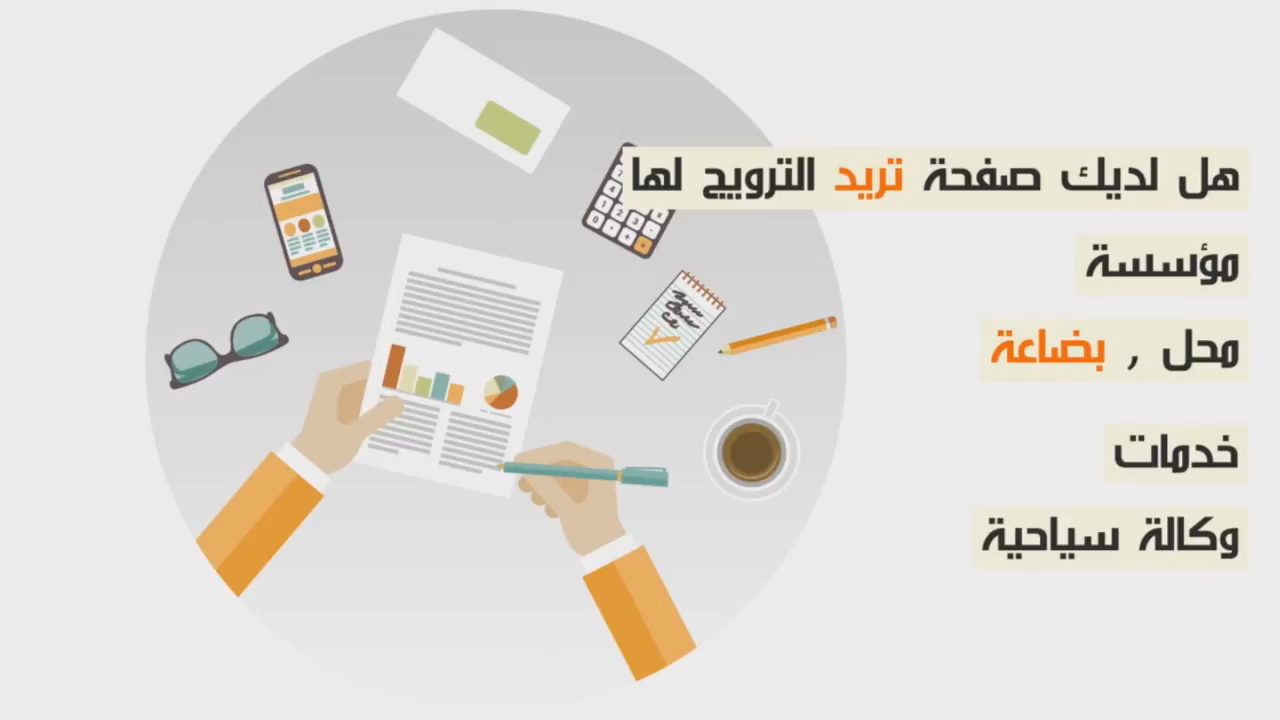 هل لديك صفحة تريد الترويج لها
مؤسسة
محل , بضاعة
خدمات
وكالة سياحية